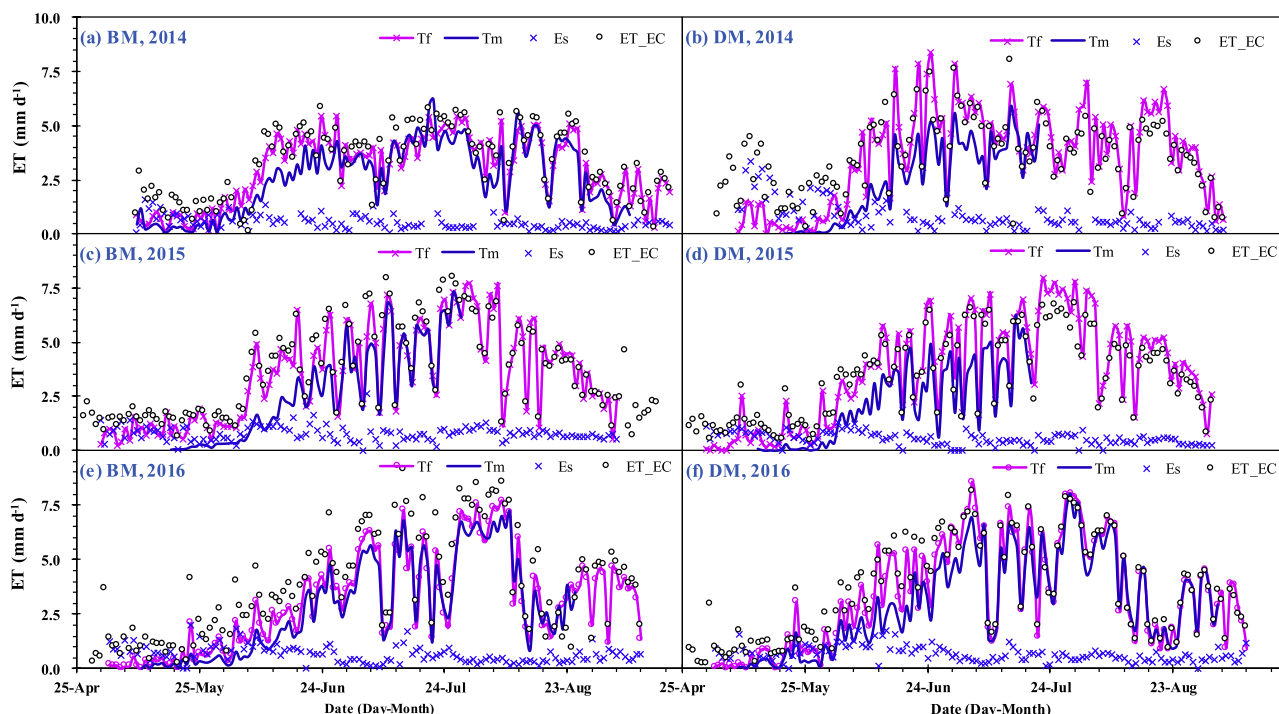 10.0
(a) BM, 2014
Tf Tm Es ET_EC
7.5
5.0
2.5
0.0
ET (mm d-1)
(b) DM, 2014
Tf Tm Es ET_EC
(c) BM, 2015
Tf Tm Es ET_EC
7.5
5.0
2.5
0.0
ET (mm d-1)
(d) DM, 2015
Tf Tm Es ET_EC
(e) BM, 2016
Tf Tm Es ET_EC
7.5
5.0
2.5
0.0
ET (mm d-1)
(f) DM, 2016
Tf Tm Es ET_EC
25-Apr 25-May 24-Jun 24-Jul 23-Aug
Date (Day-Month)
25-Apr 25-May 24-Jun 24-Jul 23-Aug
Date (Day-Month)